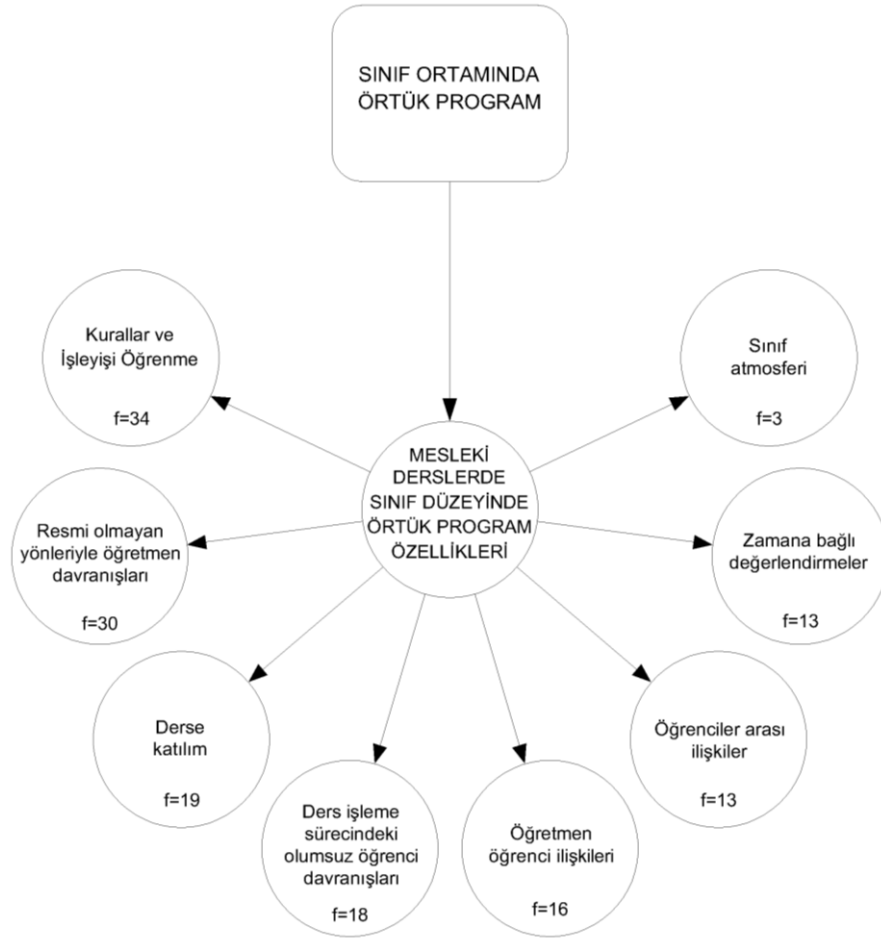 SINIF ORTAMINDA
ÖRTÜK PROGRAM
Kurallar ve
İşleyişi Öğrenme
f=34
Sınıf
atmosferi
f=3
MESLEKİ
DERSLERDE
SINIF DÜZEYİNDE
ÖRTÜK PROGRAM
ÖZELLİKLERİ
Resmi olmayan
yönleriyle öğretmen
davranışları
f=30
Zamana bağlı
değerlendirmeler
f=13
Derse
katılım
f=19
Öğrenciler arası
ilişkiler
f=13
Ders işleme
sürecindeki
olumsuz öğrenci
davranışları
f=18
Öğretmen
öğrenci ilişkileri
f=16